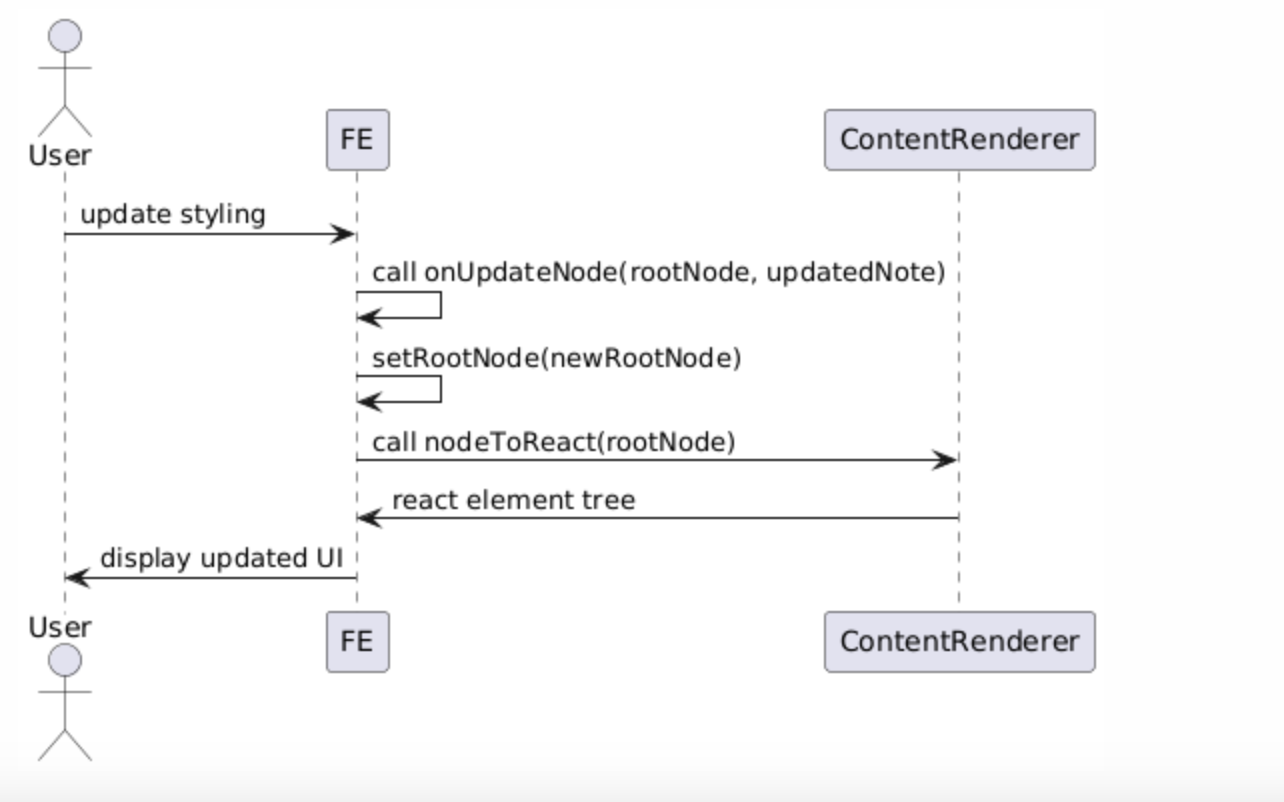 User
FE
ContentRenderer
update styling
call onUpdateNode(rootNode, updatedNote)
setRootNode(newRootNode)
call nodeToReact(rootNode)
react element tree
display updated UI
User
FE
ContentRenderer